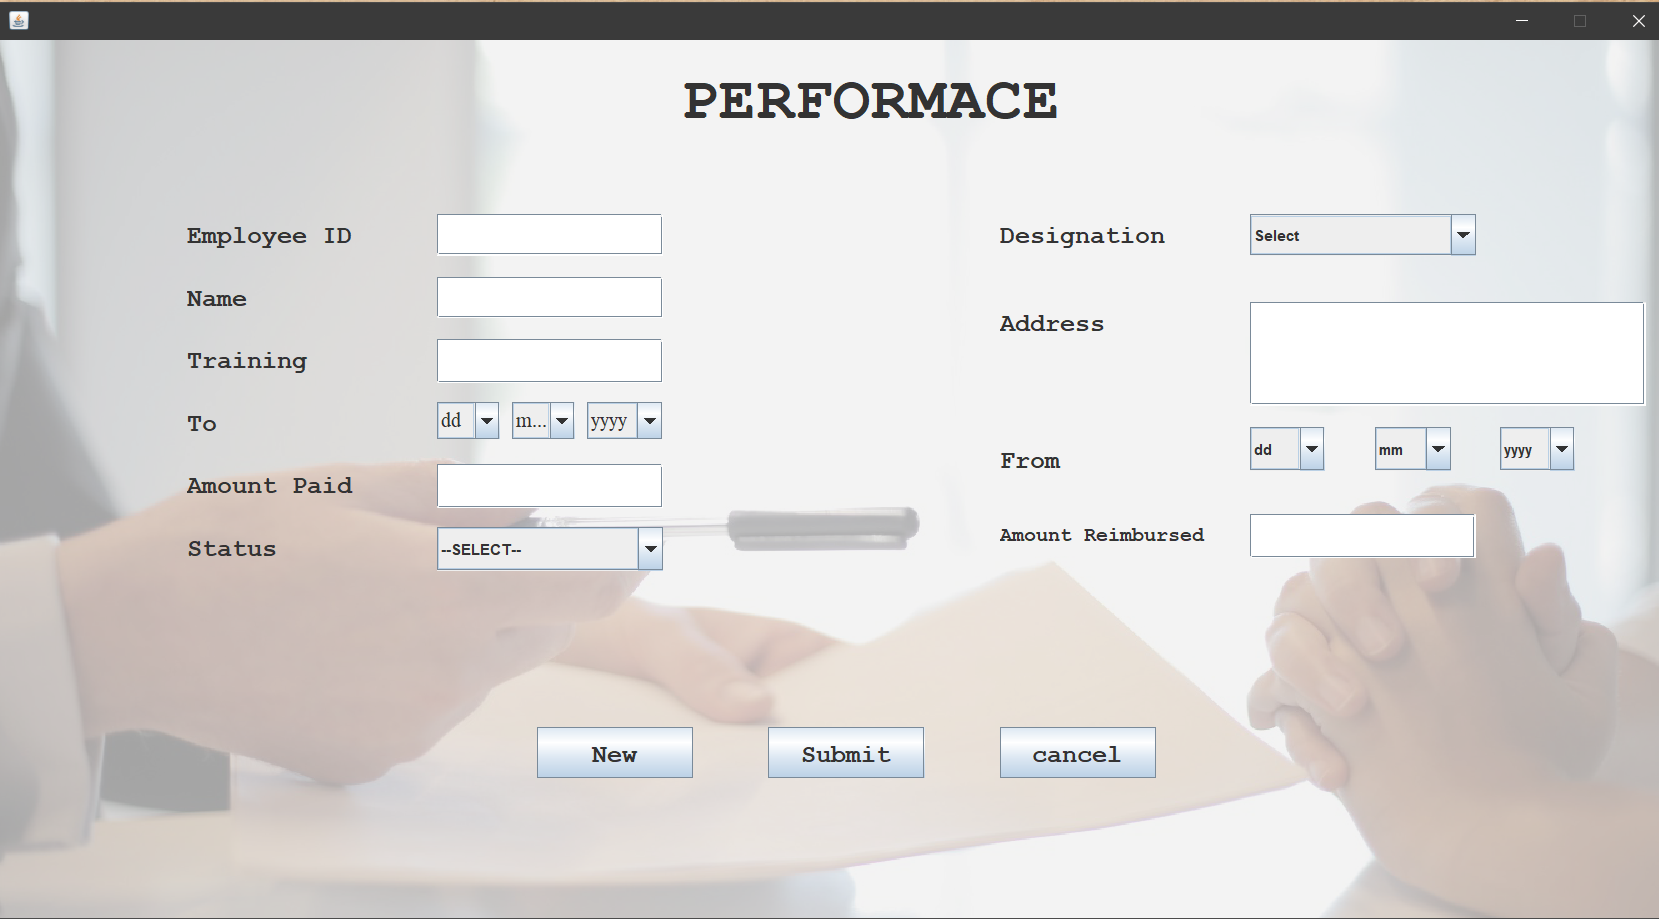 PERFORMACE
Employee ID
Designation
Select
Name
Address
Training
To
dd
m...
yyyy
From
dd
mm
yyyy
Amount Paid
Amount Reimbursed
Status
--SELECT--
New
Submit
cancel